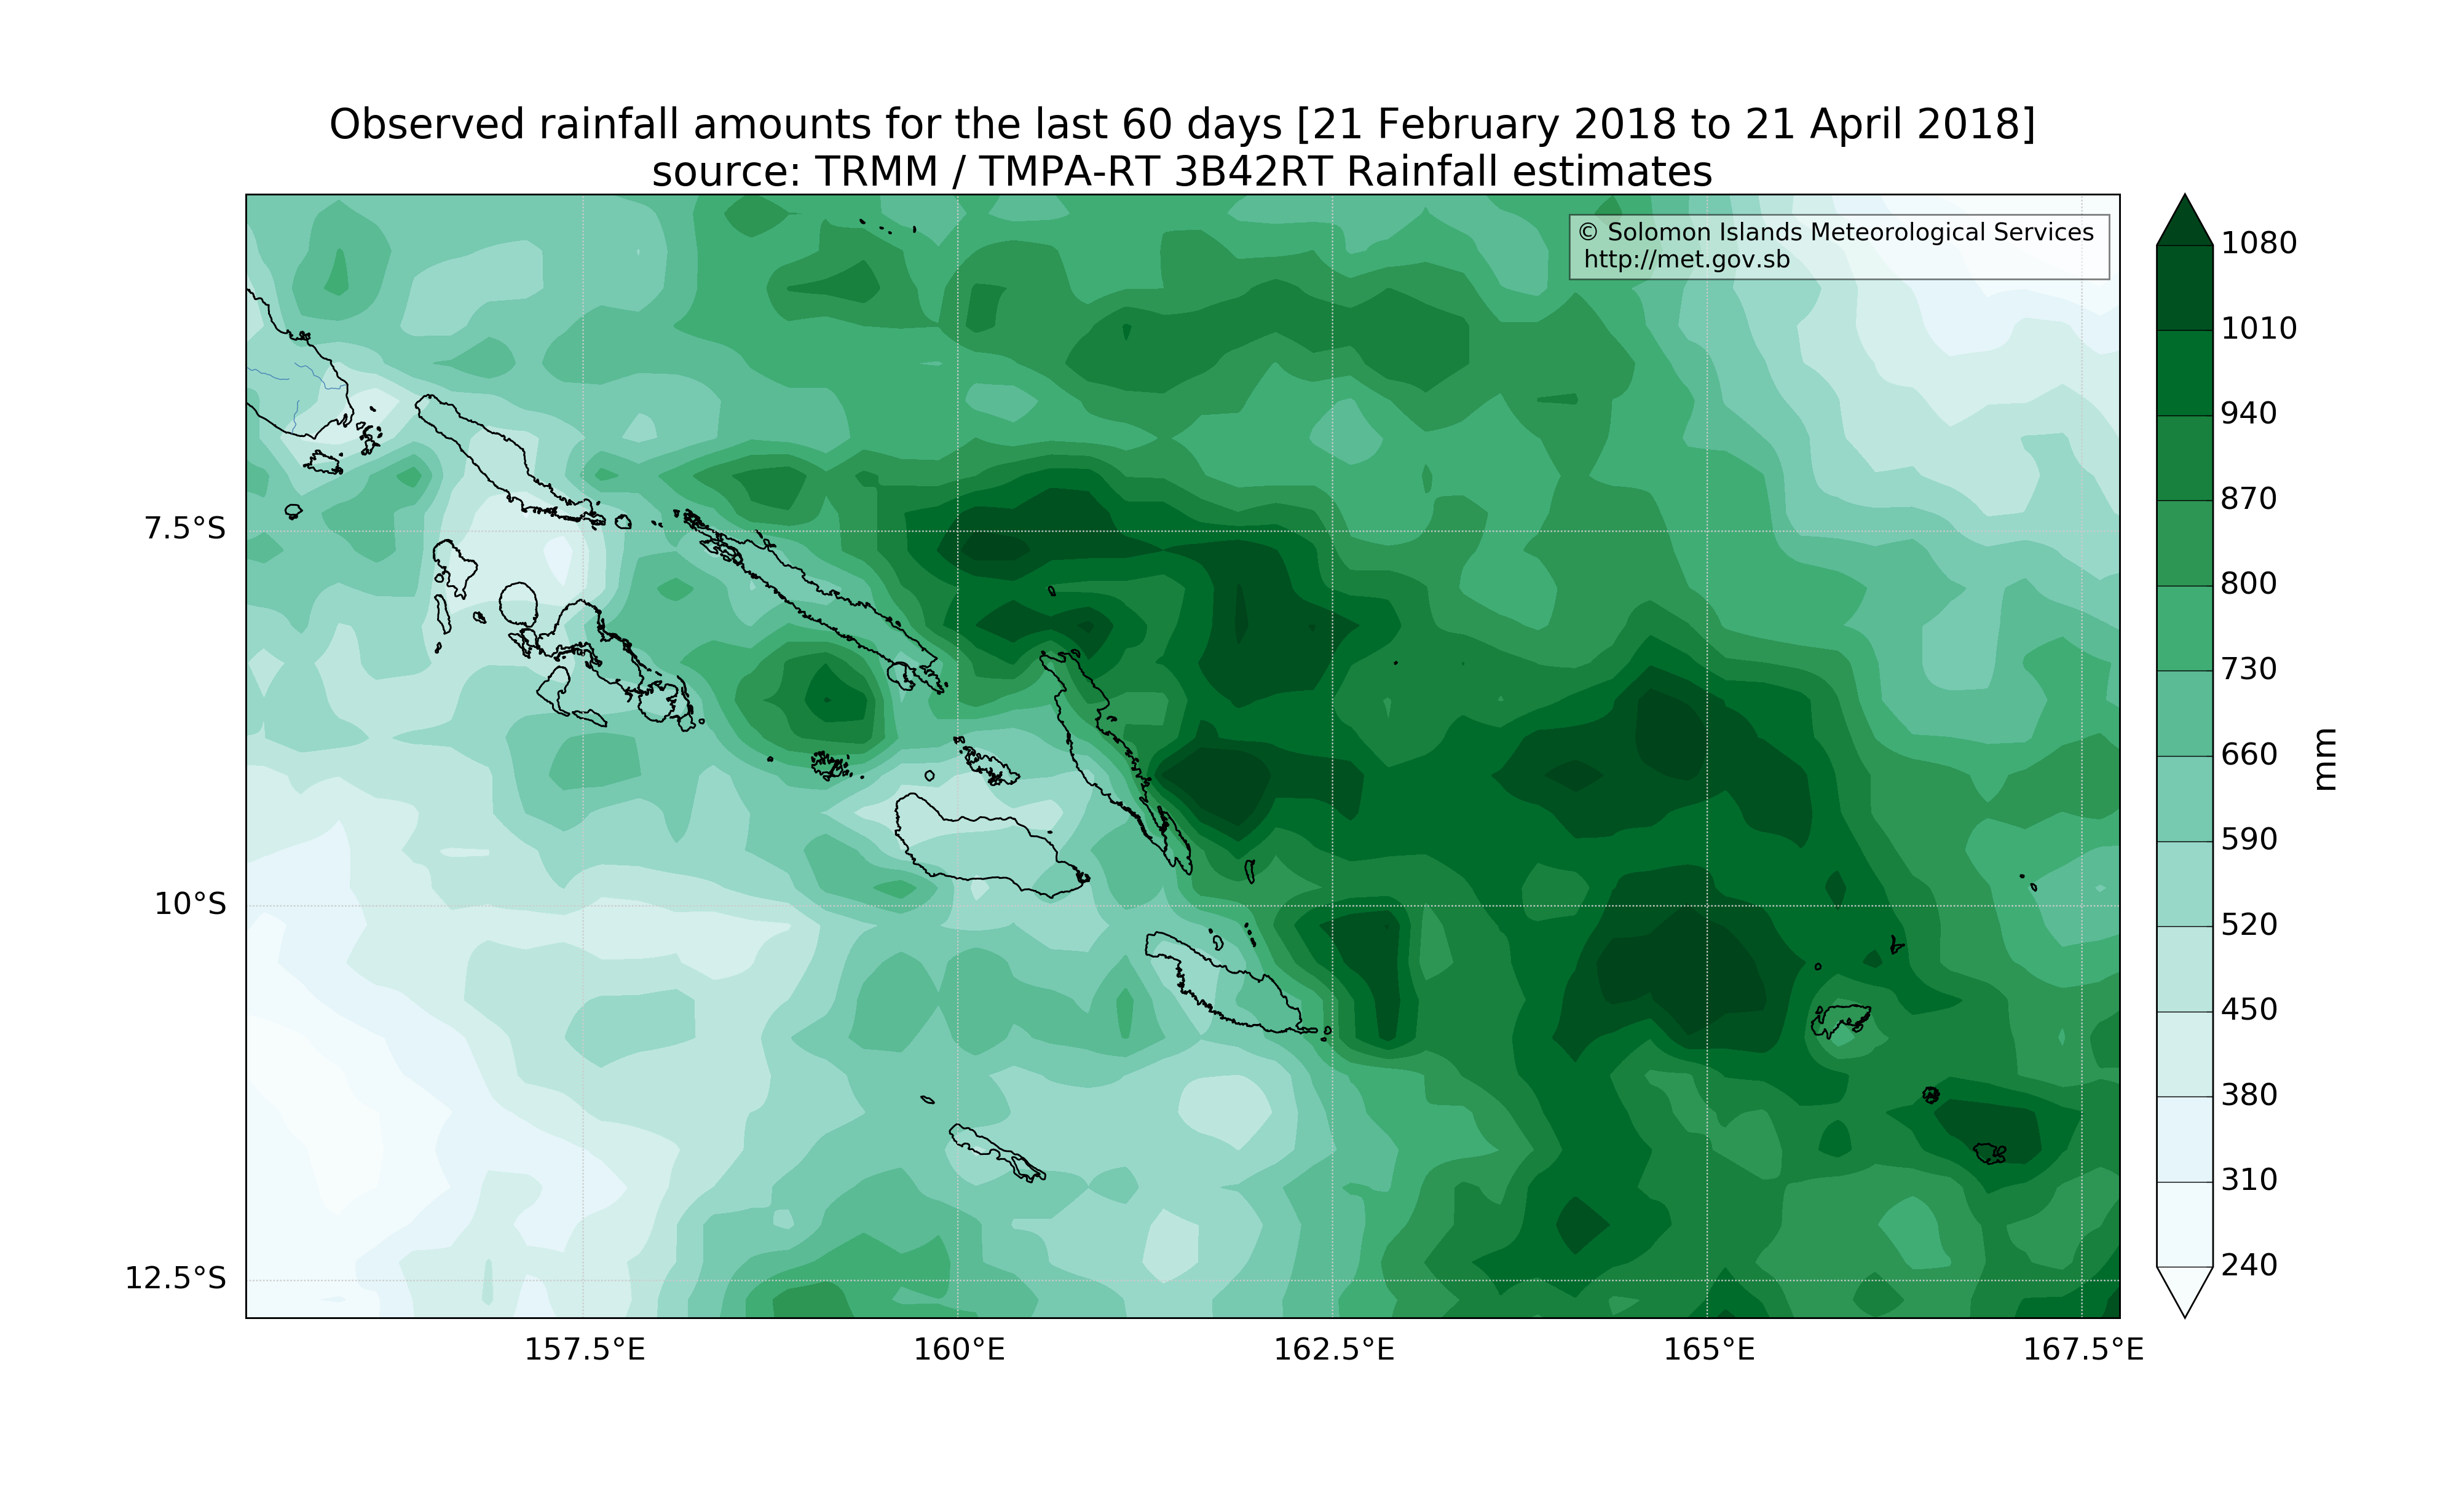 Observed rainfall amounts for the last 60 days [21 February 2018 to 21 April 2018]
source: TRMM / TMPA-RT 3B42RT Rainfall estimates
© Solomon Islands Meteorological Services
http://met.gov.sb
7.5°S
10°S
12.5°S
157.5°E
160°E
162.5°E
165°E
167.5°E
1080
1010
940
870
800
730
660
590
520
450
380
310
240
mm